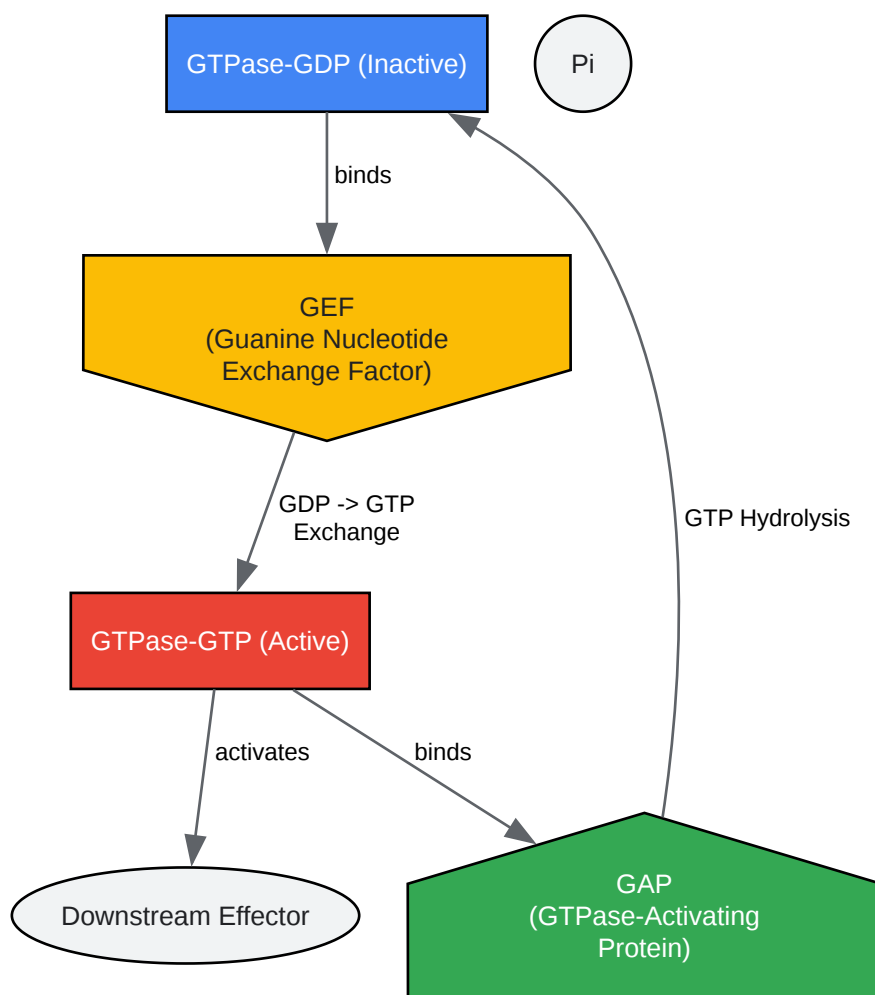 GTPase-GDP (Inactive)
Pi
binds
GEF
(Guanine Nucleotide
Exchange Factor)
GDP -> GTP
Exchange
GTP Hydrolysis
GTPase-GTP (Active)
activates
binds
Downstream Effector
GAP
(GTPase-Activating
Protein)